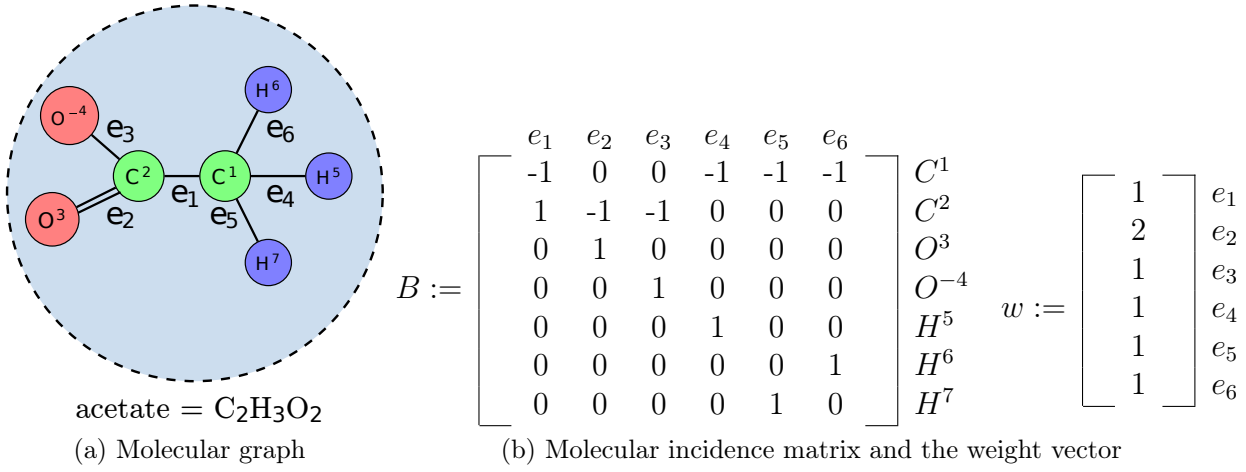 H⁶
O⁻⁴
e₃
e₆
C²
C¹
H⁵
e₁
e₄
O³
e₂
e₅
H⁷
acetate = C₂H₃O₂
(a) Molecular graph
e₁ e₂ e₃ e₄ e₅ e₆
-1 0 0 -1 -1 -1 C¹
1 -1 -1 0 0 0 C²
0 1 0 0 0 0 O³
B := 0 0 1 0 0 0 O⁻⁴
0 0 0 1 0 0 H⁵
0 0 0 0 0 1 H⁶
0 0 0 0 1 0 H⁷
1 e₁
2 e₂
1 e₃
w := 1 e₄
1 e₅
1 e₆
(b) Molecular incidence matrix and the weight vector